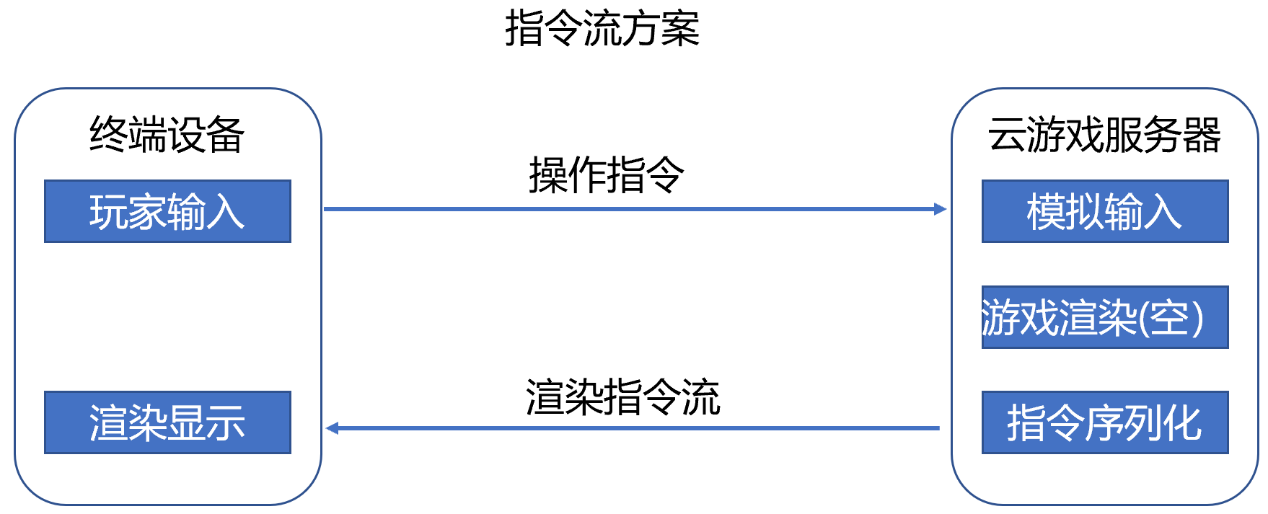 指令流方案
终端设备
玩家输入
渲染显示
操作指令
渲染指令流
云游戏服务器
模拟输入
游戏渲染(空）
指令序列化